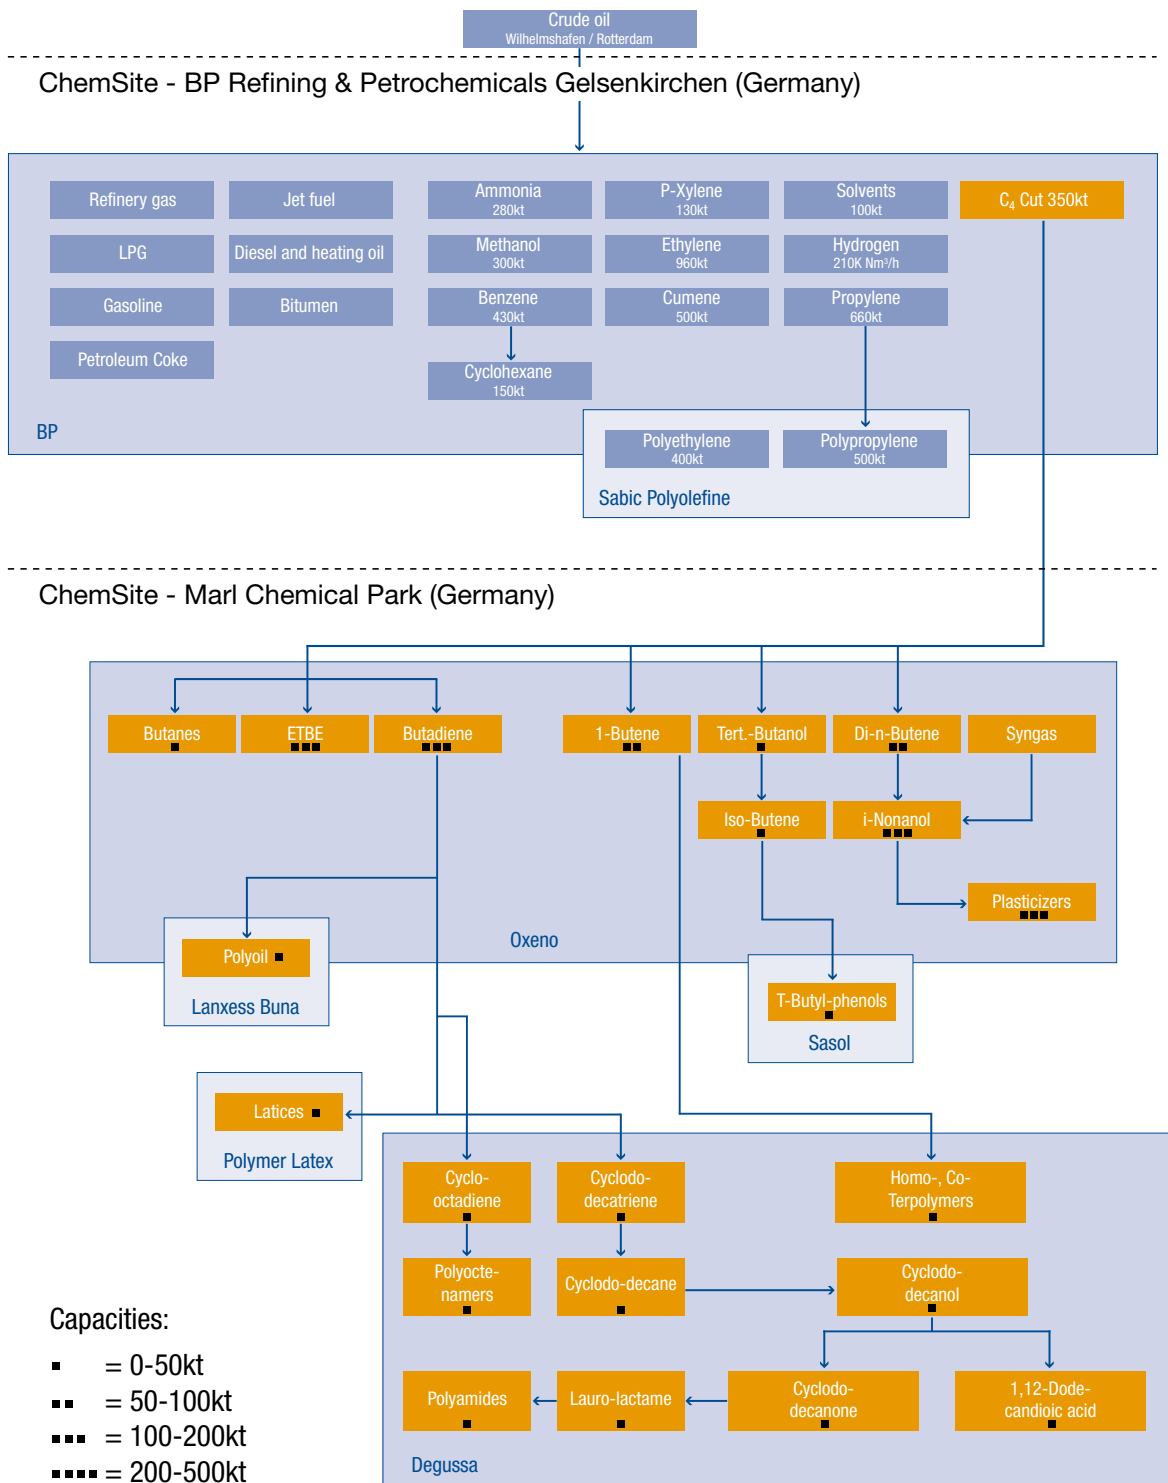 Crude oil
Wilhelmshafen / Rotterdam
ChemSite - BP Refining & Petrochemicals Gelsenkirchen (Germany)
Refinery gas
Jet fuel
Ammonia
280kt
P-Xylene
130kt
Solvents
100kt
C₄ Cut 350kt
LPG
Diesel and heating oil
Methanol
300kt
Ethylene
960kt
Hydrogen
210K Nm³/h
Gasoline
Bitumen
Benzene
430kt
Cumene
500kt
Propylene
660kt
Petroleum Coke
Cyclohexane
150kt
BP
Polyethylene
400kt
Polypropylene
500kt
Sabic Polyolefine
ChemSite - Marl Chemical Park (Germany)
Butanes
ETBE
Butadiene
1-Butene
Tert.-Butanol
Di-n-Butene
Syngas
Iso-Butene
i-Nonanol
Plasticizers
Oxeno
Polyoil
Lanxess Buna
T-Butyl-phenols
Sasol
Latices
Polymer Latex
Cyclo-
octadiene
Cyclodo-
decatriene
Homo-, Co-
Terpolymers
Polyocte-
namers
Cyclodo-decane
Cyclodo-
decanol
Polyamides
Lauro-lactame
Cyclodo-
decanone
1,12-Dode-
candioic acid
Degussa
Capacities:
= 0-50kt
= 50-100kt
= 100-200kt
= 200-500kt